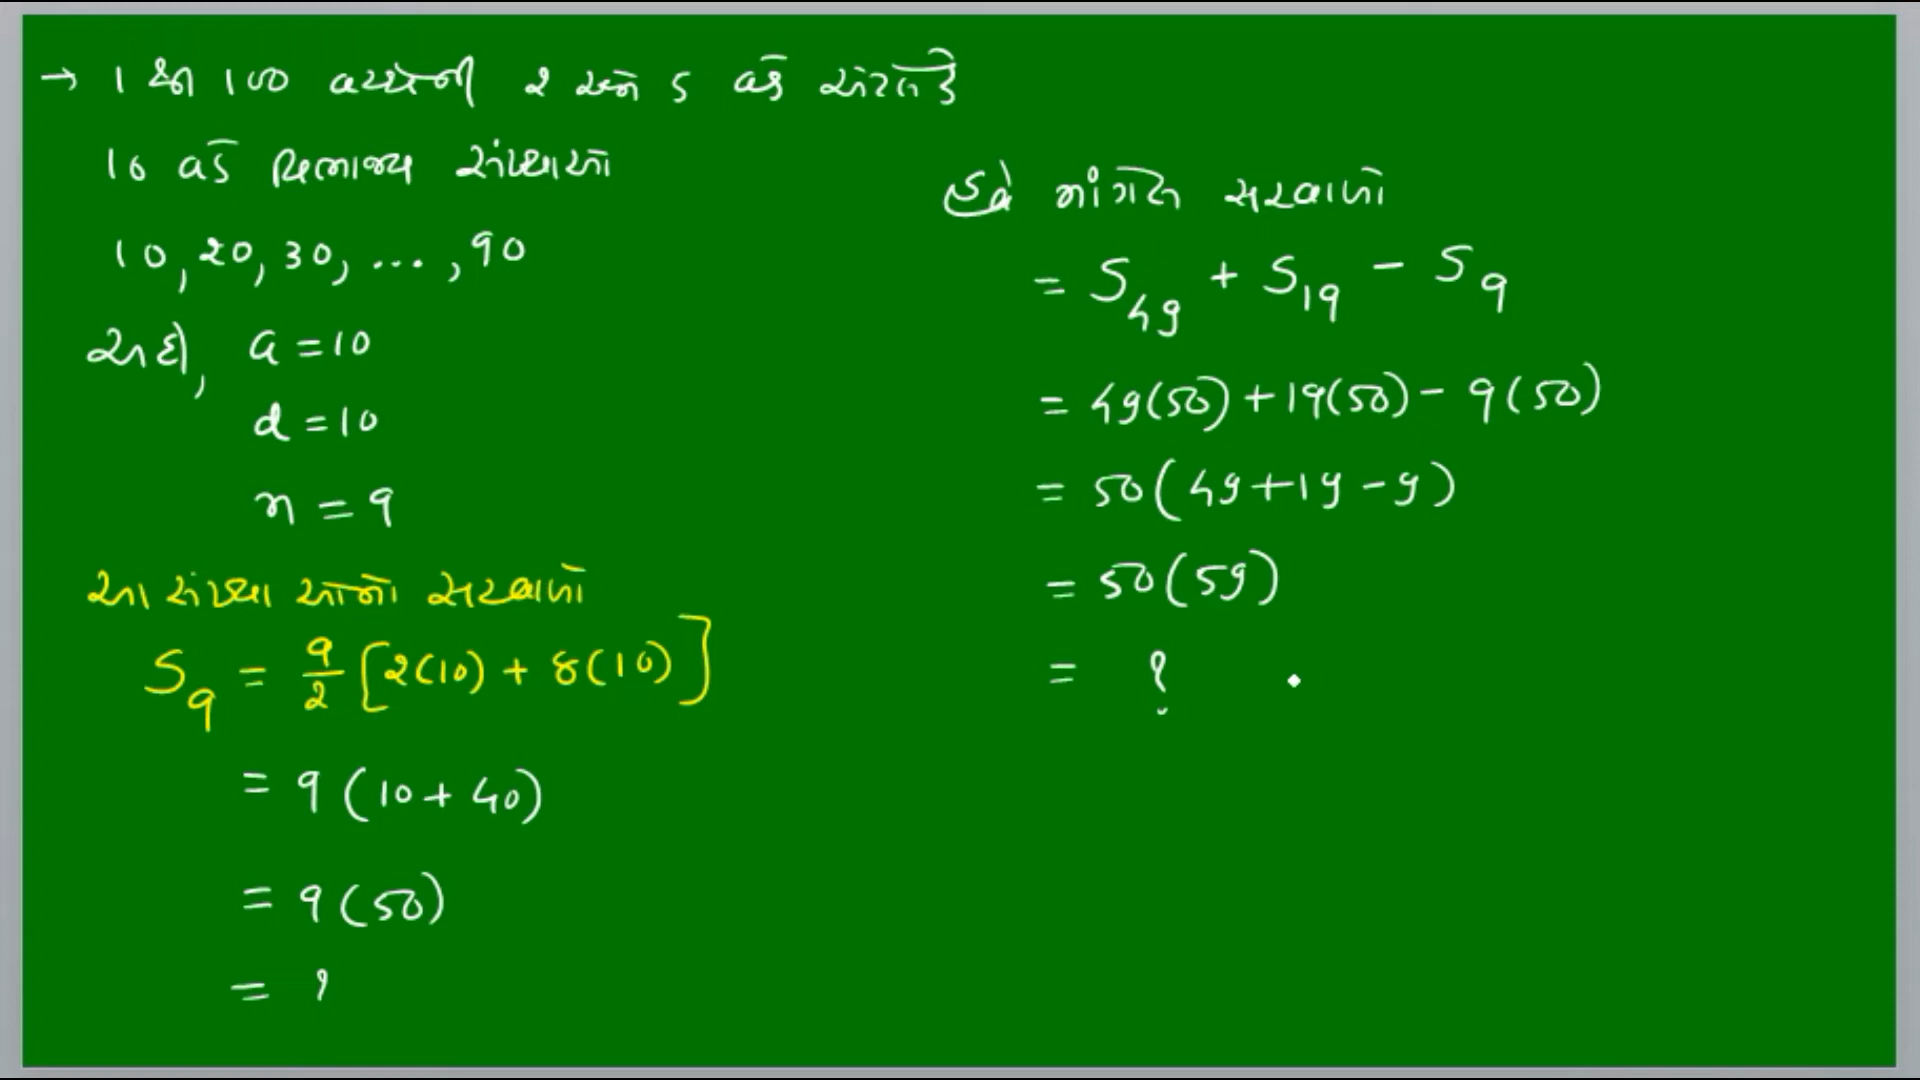 → 1 થી 100 વચ્ચેની 2 અને 5 વડે એટલે કે
10 વડે વિભાજ્ય સંખ્યાઓ
10, 20, 30, ..., 90
અહીં, a = 10
d = 10
n = 9
આ સંખ્યાઓનો સરવાળો
S₉ = 9/2 [2(10) + 8(10)]
= 9 (10 + 40)
= 9 (50)
= ?
હવે માંગેલ સરવાળો
= S₄₉ + S₁₉ - S₉
= 49(50) + 19(50) - 9(50)
= 50(49+19-9)
= 50(59)
= ?